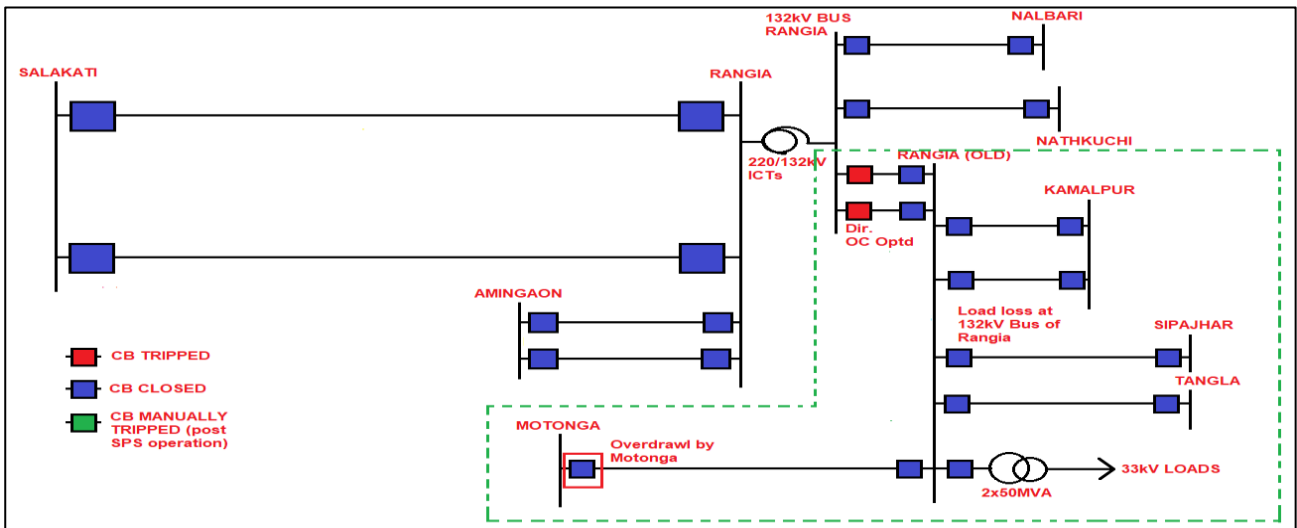 132kV BUS
RANGIA
NALBARI
SALAKATI
RANGIA
NATHKUCHI
220/132kV
ICTs
RANGIA (OLD)
KAMALPUR
Dir.
OC Optd
AMINGAON
Load loss at
132kV Bus of
Rangia
SIPAJHAR
TANGLA
CB TRIPPED
CB CLOSED
CB MANUALLY
TRIPPED (post
SPS operation)
MOTONGA
Overdrawl by
Motonga
33kV LOADS
2x50MVA